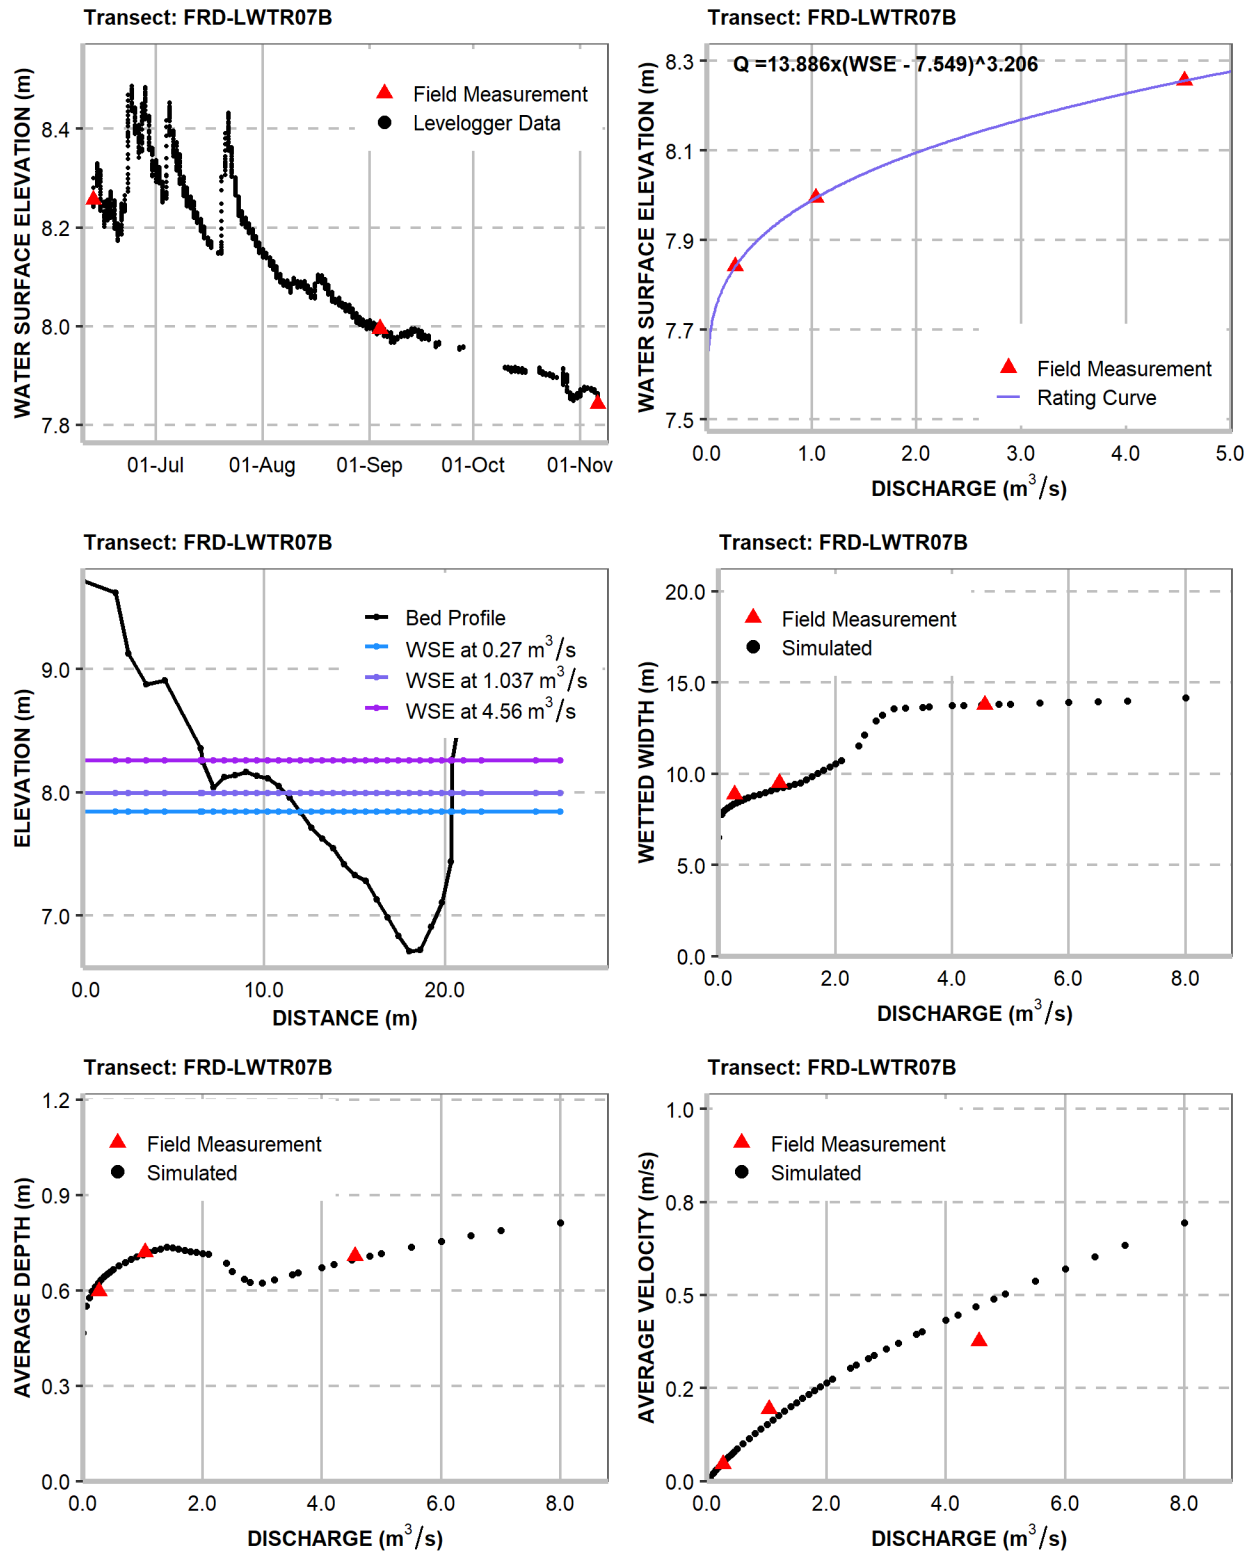 Transect: FRD-LWTR07B
WATER SURFACE ELEVATION (m)
8.4
8.2
8.0
7.8
Field Measurement
Levelogger Data
01-Jul
01-Aug
01-Sep
01-Oct
01-Nov
Transect: FRD-LWTR07B
WATER SURFACE ELEVATION (m)
Q =13.886x(WSE - 7.549)^3.206
8.3
8.1
7.9
7.7
7.5
Field Measurement
Rating Curve
0.0
1.0
2.0
3.0
4.0
5.0
DISCHARGE (m³/s)
Transect: FRD-LWTR07B
ELEVATION (m)
9.0
8.0
7.0
Bed Profile
WSE at 0.27 m³/s
WSE at 1.037 m³/s
WSE at 4.56 m³/s
0.0
10.0
20.0
DISTANCE (m)
Transect: FRD-LWTR07B
WETTED WIDTH (m)
20.0
15.0
10.0
5.0
0.0
Field Measurement
Simulated
0.0
2.0
4.0
6.0
8.0
DISCHARGE (m³/s)
Transect: FRD-LWTR07B
AVERAGE DEPTH (m)
1.2
0.9
0.6
0.3
0.0
Field Measurement
Simulated
0.0
2.0
4.0
6.0
8.0
DISCHARGE (m³/s)
Transect: FRD-LWTR07B
AVERAGE VELOCITY (m/s)
1.0
0.8
0.5
0.2
0.0
Field Measurement
Simulated
0.0
2.0
4.0
6.0
8.0
DISCHARGE (m³/s)